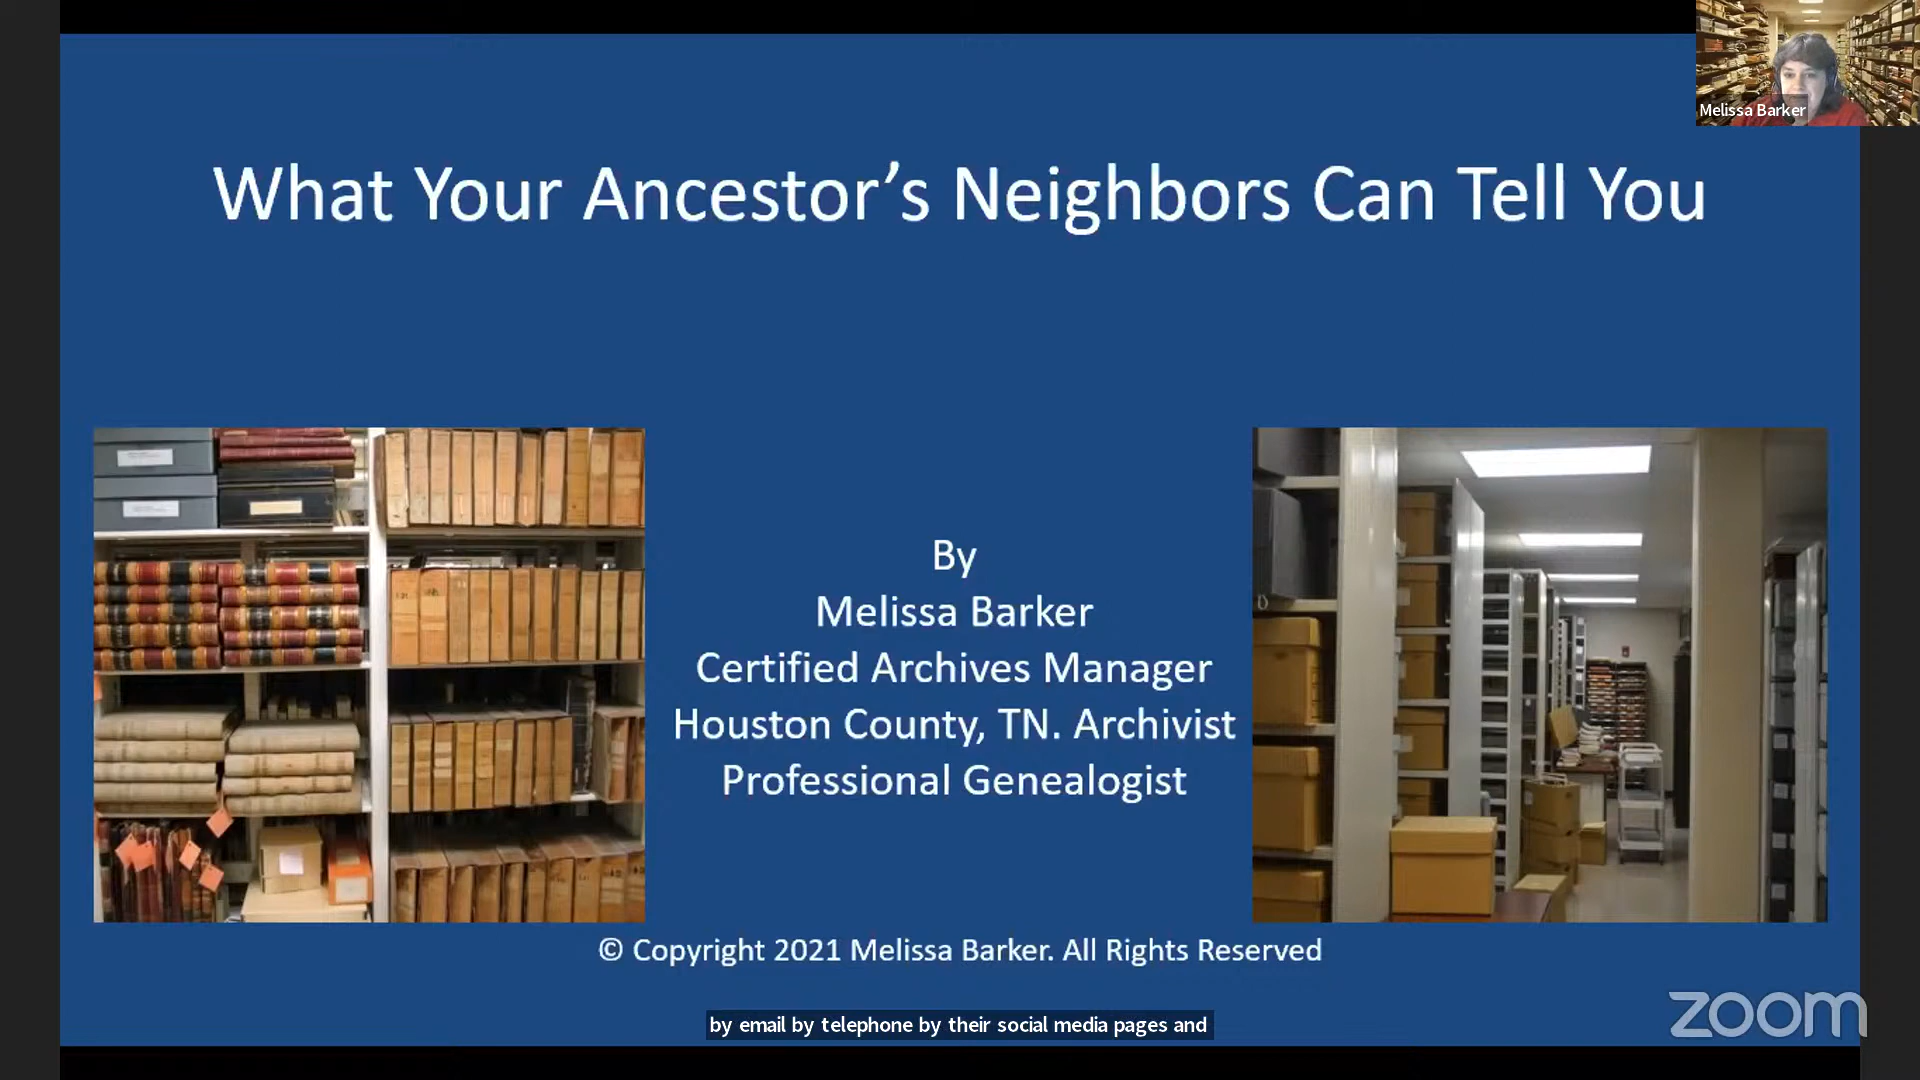 Melissa Barker
What Your Ancestor’s Neighbors Can Tell You
By
Melissa Barker
Certified Archives Manager
Houston County, TN. Archivist
Professional Genealogist
© Copyright 2021 Melissa Barker. All Rights Reserved
by email by telephone by their social media pages and
zoom